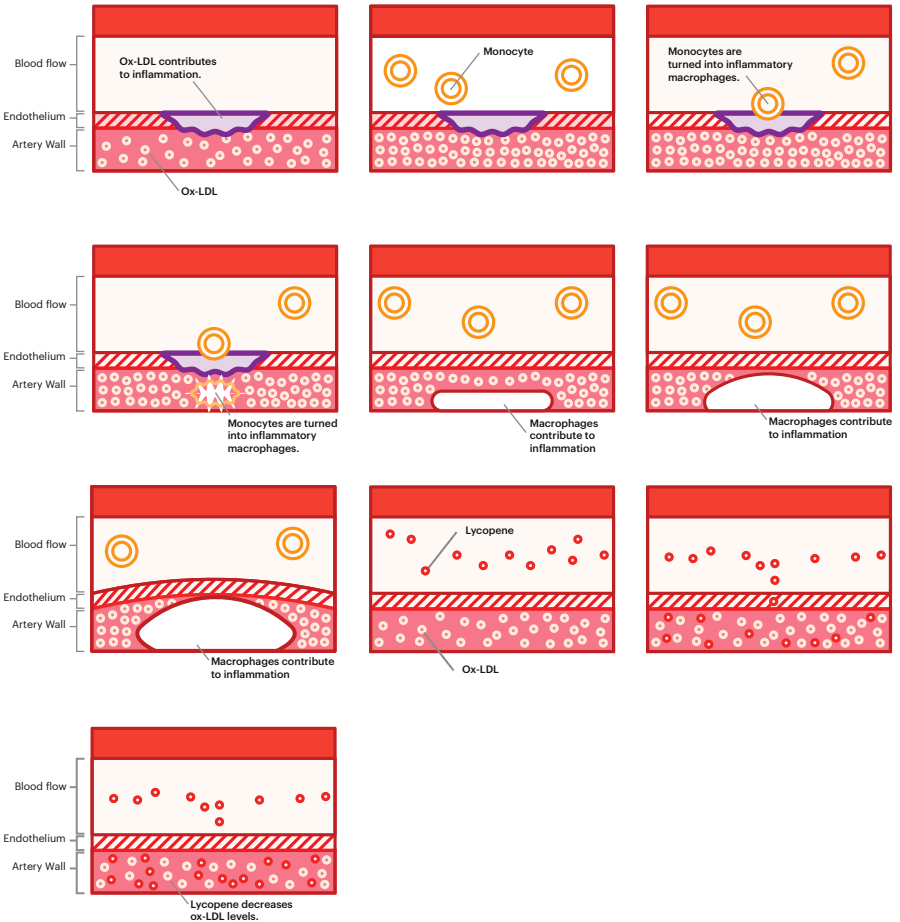 Ox-LDL contributes
to inflammation.
Blood flow
Endothelium
Artery Wall
Ox-LDL
Monocyte
Monocytes are
turned into inflammatory
macrophages.
Blood flow
Endothelium
Artery Wall
Monocytes are turned
into inflammatory
macrophages.
Macrophages
contribute to
inflammation
Macrophages contribute
to inflammation
Blood flow
Endothelium
Artery Wall
Macrophages contribute
to inflammation
Lycopene
Ox-LDL
Blood flow
Endothelium
Artery Wall
Lycopene decreases
ox-LDL levels.